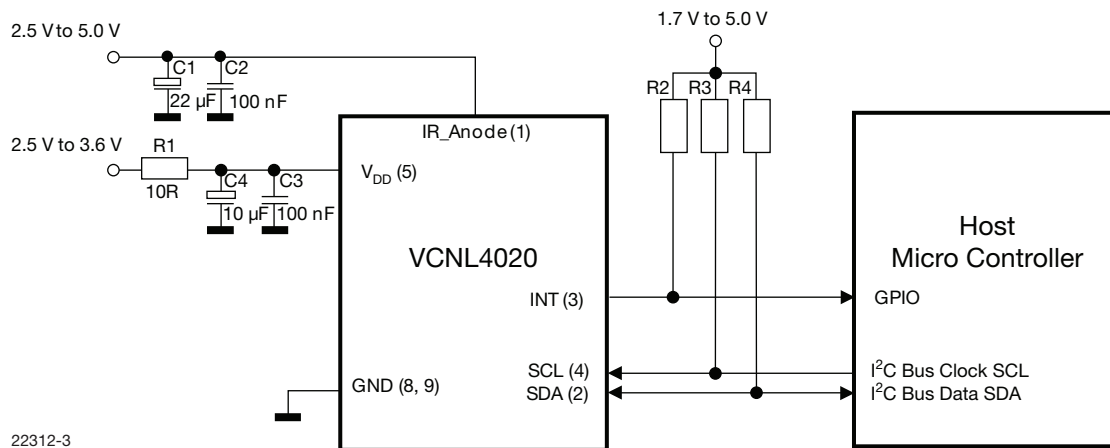 2.5 V to 5.0 V
1.7 V to 5.0 V
C1
C2
22 µF
100 nF
R2
R3
R4
IR_Anode (1)
2.5 V to 3.6 V
R1
10R
C4
C3
10 µF
100 nF
V_DD (5)
VCNL4020
Host
Micro Controller
INT (3)
GPIO
SCL (4)
I²C Bus Clock SCL
GND (8, 9)
SDA (2)
I²C Bus Data SDA
22312-3